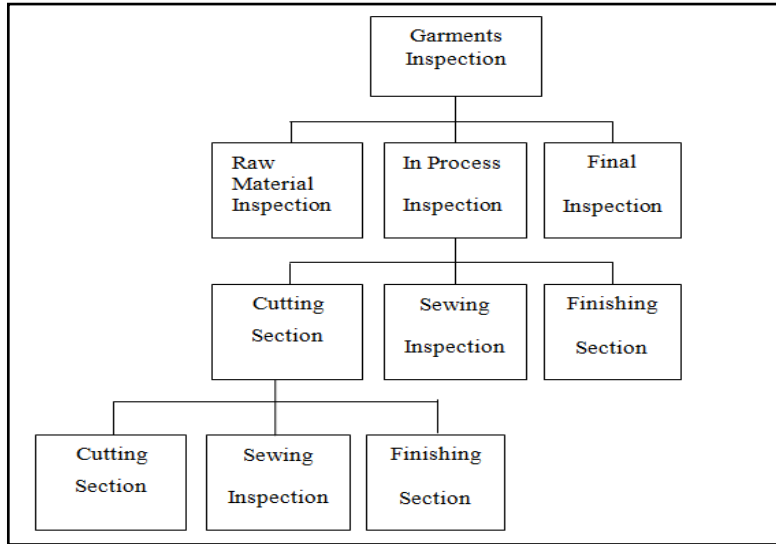 Garments
Inspection
Raw
Material
Inspection
In Process
Inspection
Final
Inspection
Cutting
Section
Sewing
Inspection
Finishing
Section
Cutting
Section
Sewing
Inspection
Finishing
Section